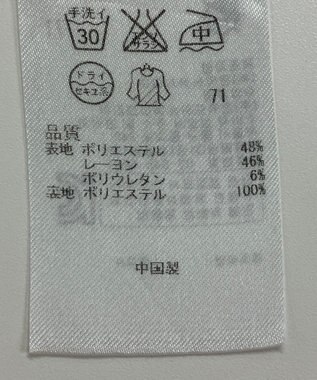 手洗イ
30
エンソ
サラシ
中
ドライ
セキユ系
71
品質
表地 ポリエステル 48%
レーヨン 46%
ポリウレタン 6%
裏地 ポリエステル 100%
中国製